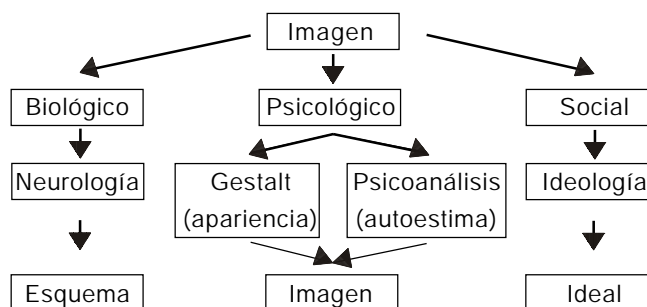 Imagen
Biológico
Psicológico
Social
Neurología
Gestalt
(apariencia)
Psicoanálisis
(autoestima)
Ideología
Esquema
Imagen
Ideal